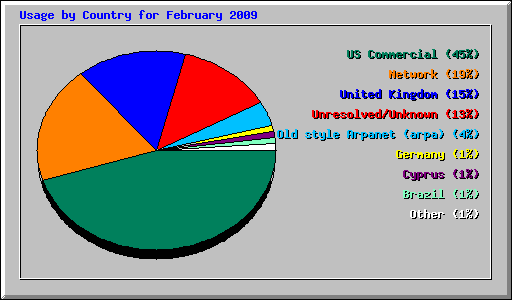 Usage by Country for February 2009
US Commercial (45%)
Network (19%)
United Kingdom (15%)
Unresolved/Unknown (13%)
Old style Arpanet (arpa) (4%)
Germany (1%)
Cyprus (1%)
Brazil (1%)
Other (1%)